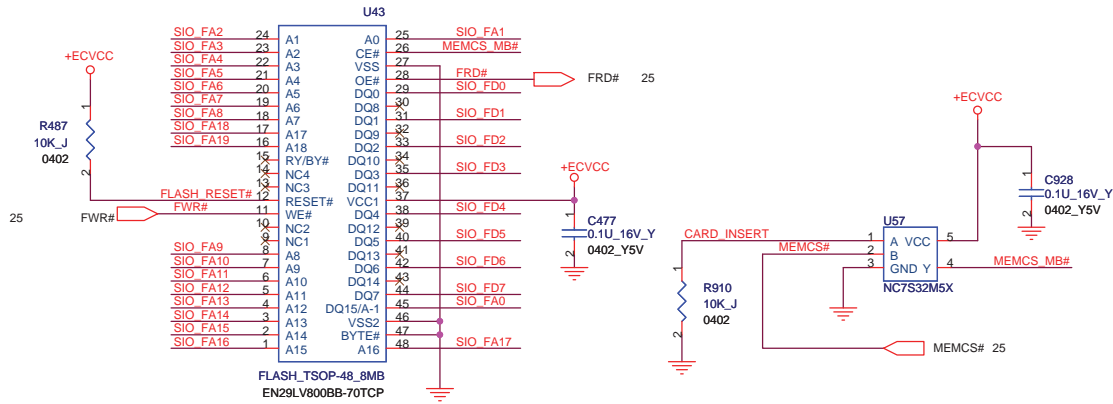 U43
SIO_FA2 24 A1 A0 25 SIO_FA1
SIO_FA3 23 A2 CE# 26 MEMCS_MB#
SIO_FA4 22 A3 VSS 27
SIO_FA5 21 A4 OE# 28 FRD# FRD# 25
SIO_FA6 20 A5 DQ0 29 SIO_FD0
SIO_FA7 19 A6 DQ8 30
SIO_FA8 18 A7 DQ1 31 SIO_FD1
SIO_FA18 17 A17 DQ9 32
SIO_FA19 16 A18 DQ2 33 SIO_FD2
15 RY/BY# DQ10 34
14 NC4 DQ3 35 SIO_FD3
13 NC3 DQ11 36
FLASH_RESET# 12 RESET# VCC1 37
25 FWR# FWR# 11 WE# DQ4 38 SIO_FD4
10 NC2 DQ12 39
9 NC1 DQ5 40 SIO_FD5
SIO_FA9 8 A8 DQ13 41
SIO_FA10 7 A9 DQ6 42 SIO_FD6
SIO_FA11 6 A10 DQ14 43
SIO_FA12 5 A11 DQ7 44 SIO_FD7
SIO_FA13 4 A12 DQ15/A-1 45 SIO_FA0
SIO_FA14 3 A13 VSS2 46
SIO_FA15 2 A14 BYTE# 47
SIO_FA16 1 A15 A16 48 SIO_FA17
FLASH_TSOP-48_8MB
EN29LV800BB-70TCP
+ECVCC
1
R487
10K_J
0402
2
+ECVCC
1
C477
0.1U_16V_Y
2
0402_Y5V
+ECVCC
1
C928
0.1U_16V_Y
2
0402_Y5V
U57
CARD_INSERT 1 A VCC 5
MEMCS# 2 B
3 GND Y 4 MEMCS_MB#
NC7S32M5X
1
R910
10K_J
0402
2
MEMCS# 25